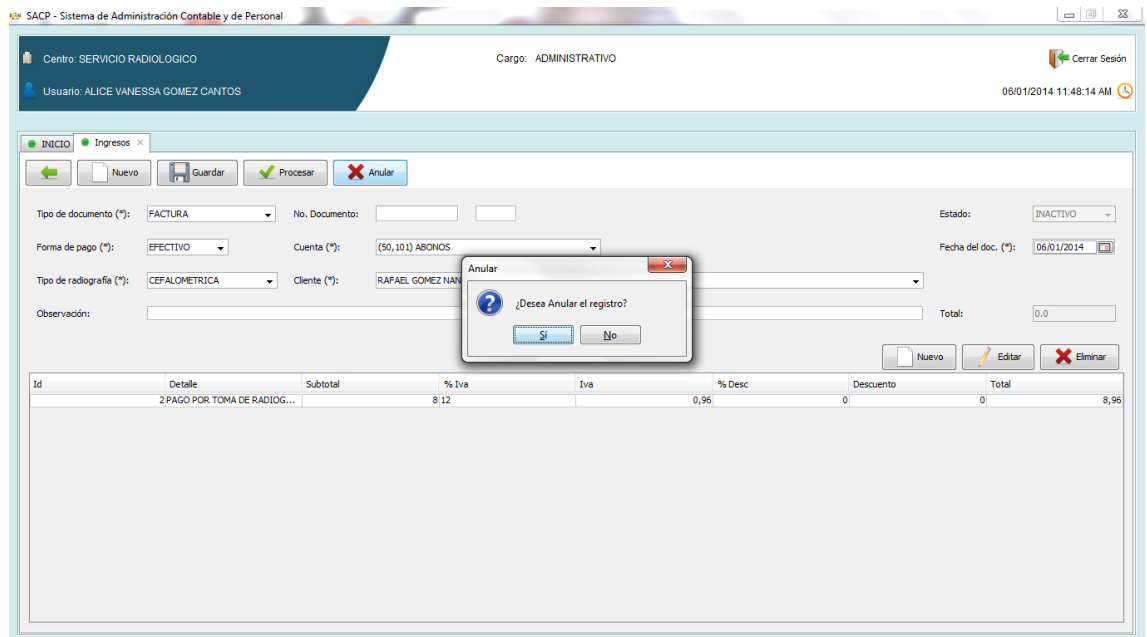 SACP - Sistema de Administración Contable y de Personal
Centro: SERVICIO RADIOLOGICO
Cargo: ADMINISTRATIVO
Cerrar Sesión
Usuario: ALICE VANESSA GOMEZ CANTOS
06/01/2014 11:48:14 AM
INICIO Ingresos
Nuevo Guardar Procesar Anular
Tipo de documento (*): FACTURA No. Documento: Estado: INACTIVO
Forma de pago (*): EFECTIVO Cuenta (*): (50,101) ABONOS Fecha del doc. (*): 06/01/2014
Tipo de radiografía (*): CEFALOMETRICA Cliente (*): RAFAEL GOMEZ NAN
Observación: Total: 0.0
Anular
¿Desea Anular el registro?
Sí No
Nuevo Editar Eliminar
Id Detalle Subtotal % Iva Iva % Desc Descuento Total
2 PAGO POR TOMA DE RADIOG... 8 12 0,96 0 0 8,96